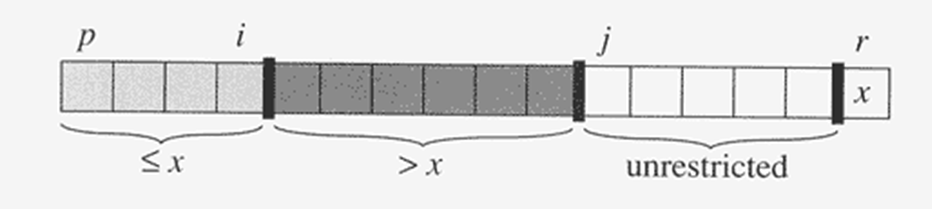 p i j r
x
≤ x > x unrestricted